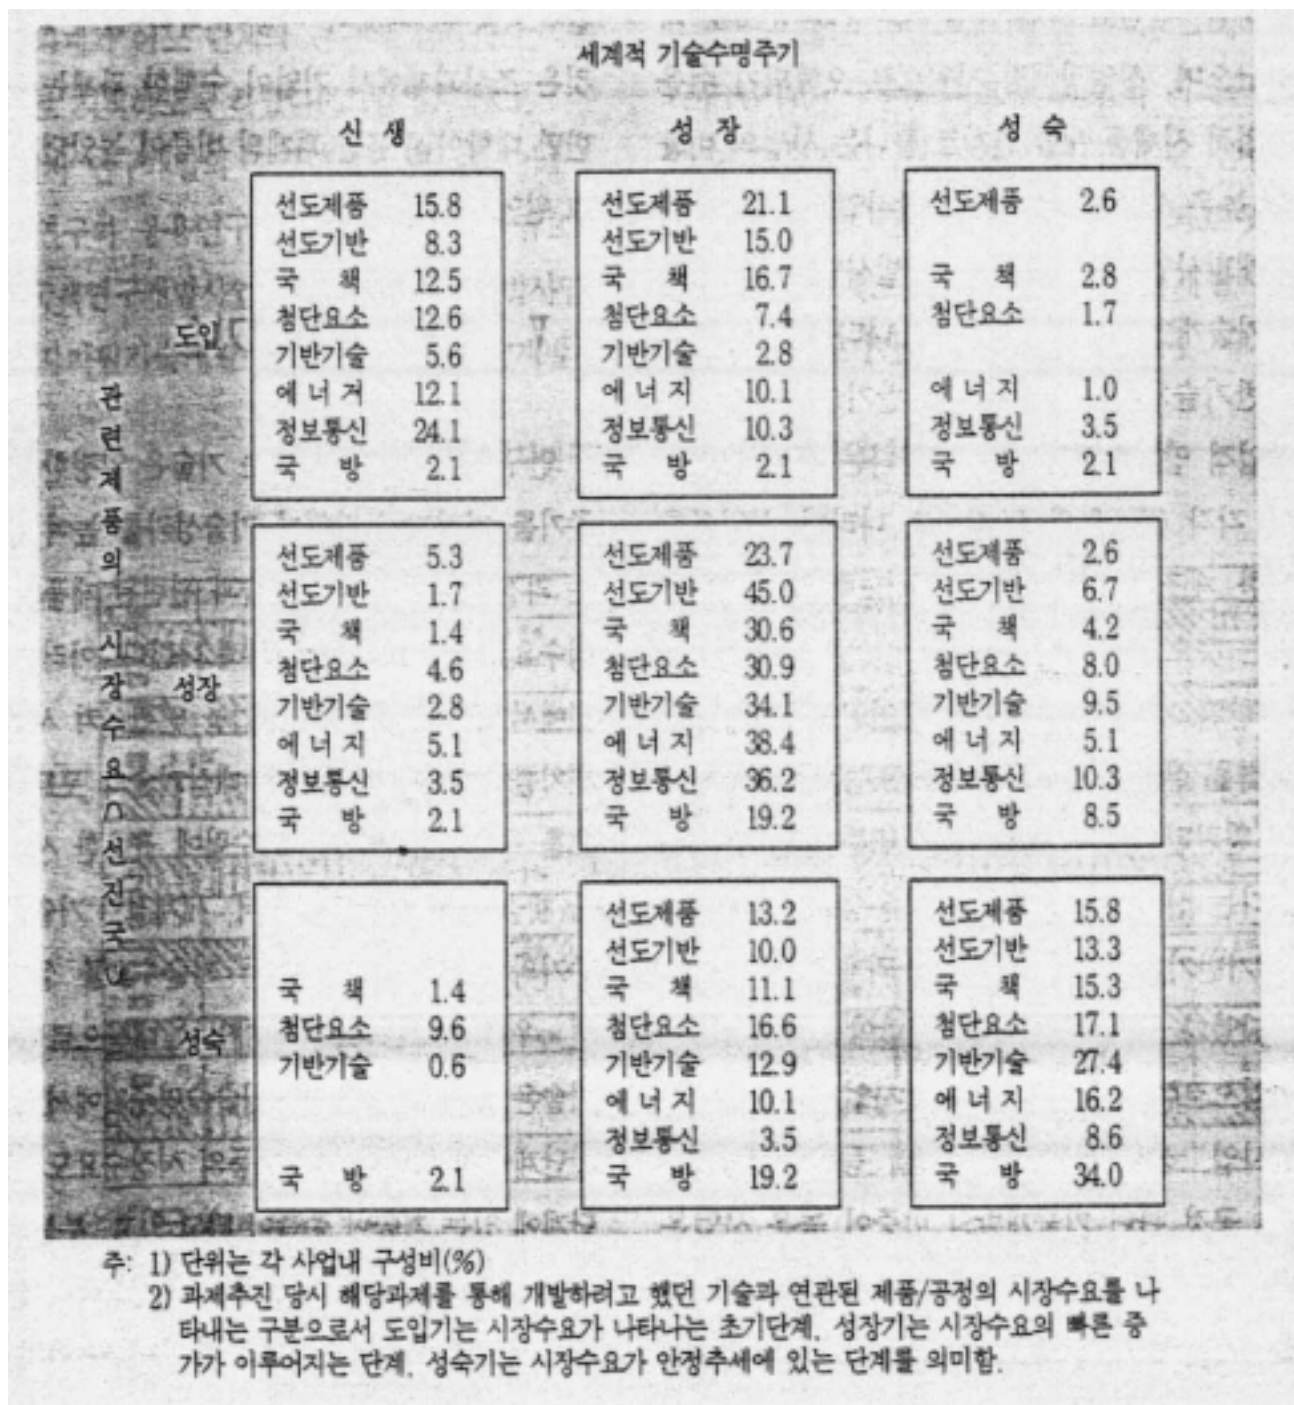 세계적 기술수명주기
신 생 성 장 성 숙
관련제품의 시장수요(선진국)
도입
선도제품 15.8
선도기반 8.3
국 책 12.5
첨단요소 12.6
기반기술 5.6
에 너 거 12.1
정보통신 24.1
국 방 2.1
선도제품 21.1
선도기반 15.0
국 책 16.7
첨단요소 7.4
기반기술 2.8
에 너 지 10.1
정보통신 10.3
국 방 2.1
선도제품 2.6
국 책 2.8
첨단요소 1.7
에 너 지 1.0
정보통신 3.5
국 방 2.1
성장
선도제품 5.3
선도기반 1.7
국 책 1.4
첨단요소 4.6
기반기술 2.8
에 너 지 5.1
정보통신 3.5
국 방 2.1
선도제품 23.7
선도기반 45.0
국 책 30.6
첨단요소 30.9
기반기술 34.1
에 너 지 38.4
정보통신 36.2
국 방 19.2
선도제품 2.6
선도기반 6.7
국 책 4.2
첨단요소 8.0
기반기술 9.5
에 너 지 5.1
정보통신 10.3
국 방 8.5
성숙
국 책 1.4
첨단요소 9.6
기반기술 0.6
국 방 2.1
선도제품 13.2
선도기반 10.0
국 책 11.1
첨단요소 16.6
기반기술 12.9
에 너 지 10.1
정보통신 3.5
국 방 19.2
선도제품 15.8
선도기반 13.3
국 책 15.3
첨단요소 17.1
기반기술 27.4
에 너 지 16.2
정보통신 8.6
국 방 34.0
주: 1) 단위는 각 사업내 구성비(%)
2) 과제추진 당시 해당과제를 통해 개발하려고 했던 기술과 연관된 제품/공정의 시장수요를 나
타내는 구분으로서 도입기는 시장수요가 나타나는 초기단계, 성장기는 시장수요의 빠른 증
가가 이루어지는 단계, 성숙기는 시장수요가 안정추세에 있는 단계를 의미함.